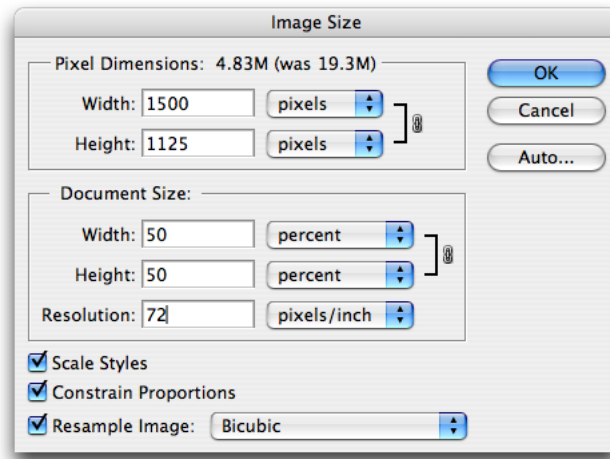 Image Size
Pixel Dimensions: 4.83M (was 19.3M)
Width: 1500 pixels
Height: 1125 pixels
OK
Cancel
Auto...
Document Size:
Width: 50 percent
Height: 50 percent
Resolution: 72 pixels/inch
Scale Styles
Constrain Proportions
Resample Image: Bicubic